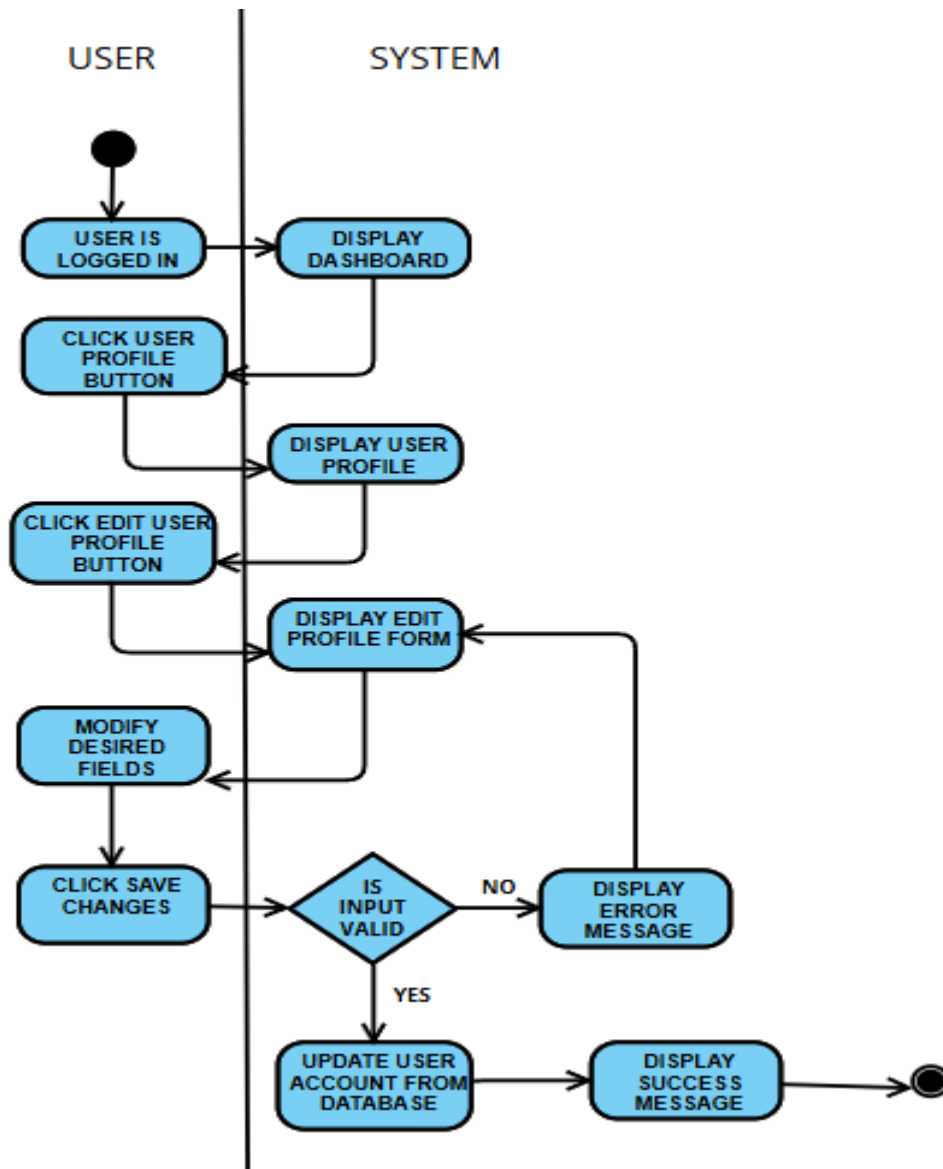 USER
SYSTEM
USER IS
LOGGED IN
DISPLAY
DASHBOARD
CLICK USER
PROFILE
BUTTON
DISPLAY USER
PROFILE
CLICK EDIT USER
PROFILE
BUTTON
DISPLAY EDIT
PROFILE FORM
MODIFY
DESIRED
FIELDS
CLICK SAVE
CHANGES
IS
INPUT
VALID
NO
DISPLAY
ERROR
MESSAGE
YES
UPDATE USER
ACCOUNT FROM
DATABASE
DISPLAY
SUCCESS
MESSAGE